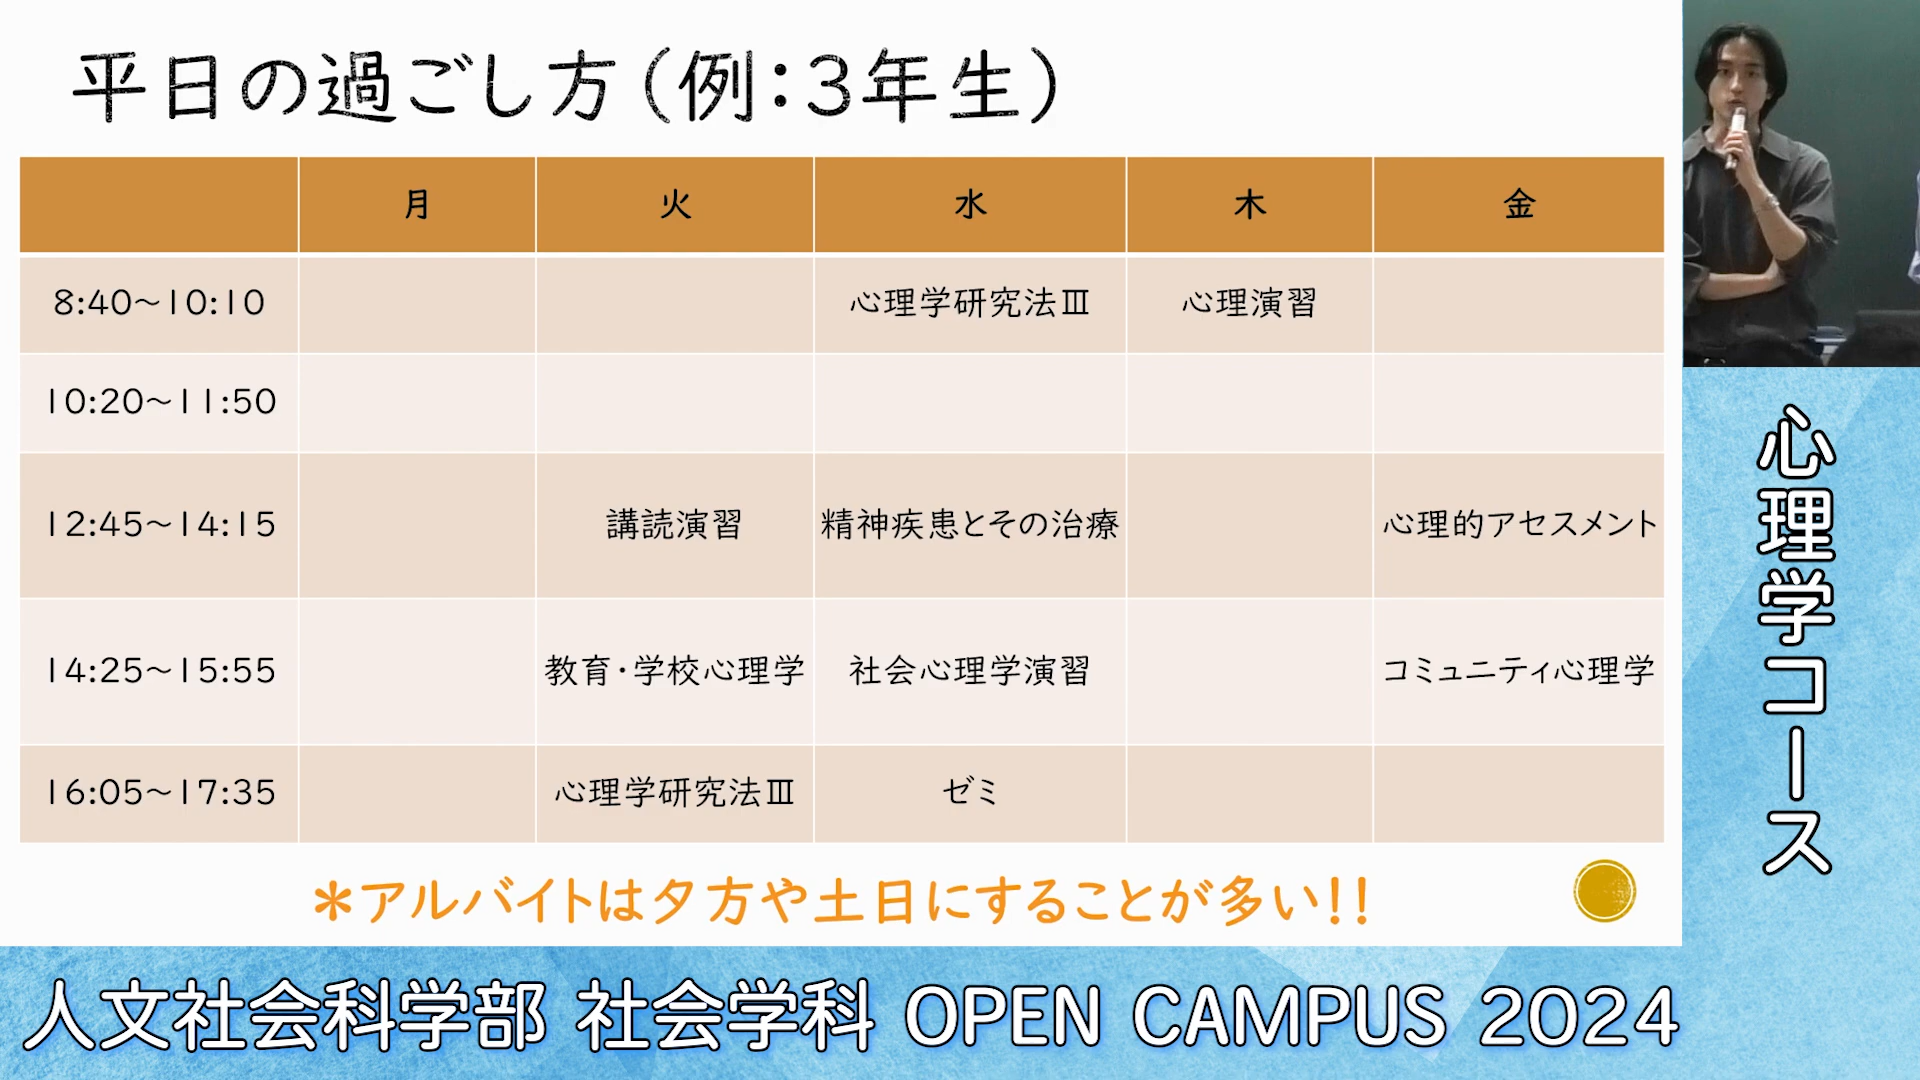 平日の過ごし方（例：3年生）
月 火 水 木 金
8:40～10:10 心理学研究法Ⅲ 心理演習
10:20～11:50
12:45～14:15 講読演習 精神疾患とその治療 心理的アセスメント
14:25～15:55 教育・学校心理学 社会心理学演習 コミュニティ心理学
16:05～17:35 心理学研究法Ⅲ ゼミ
＊アルバイトは夕方や土日にすることが多い!!
心理学コース
人文社会科学部 社会学科 OPEN CAMPUS 2024